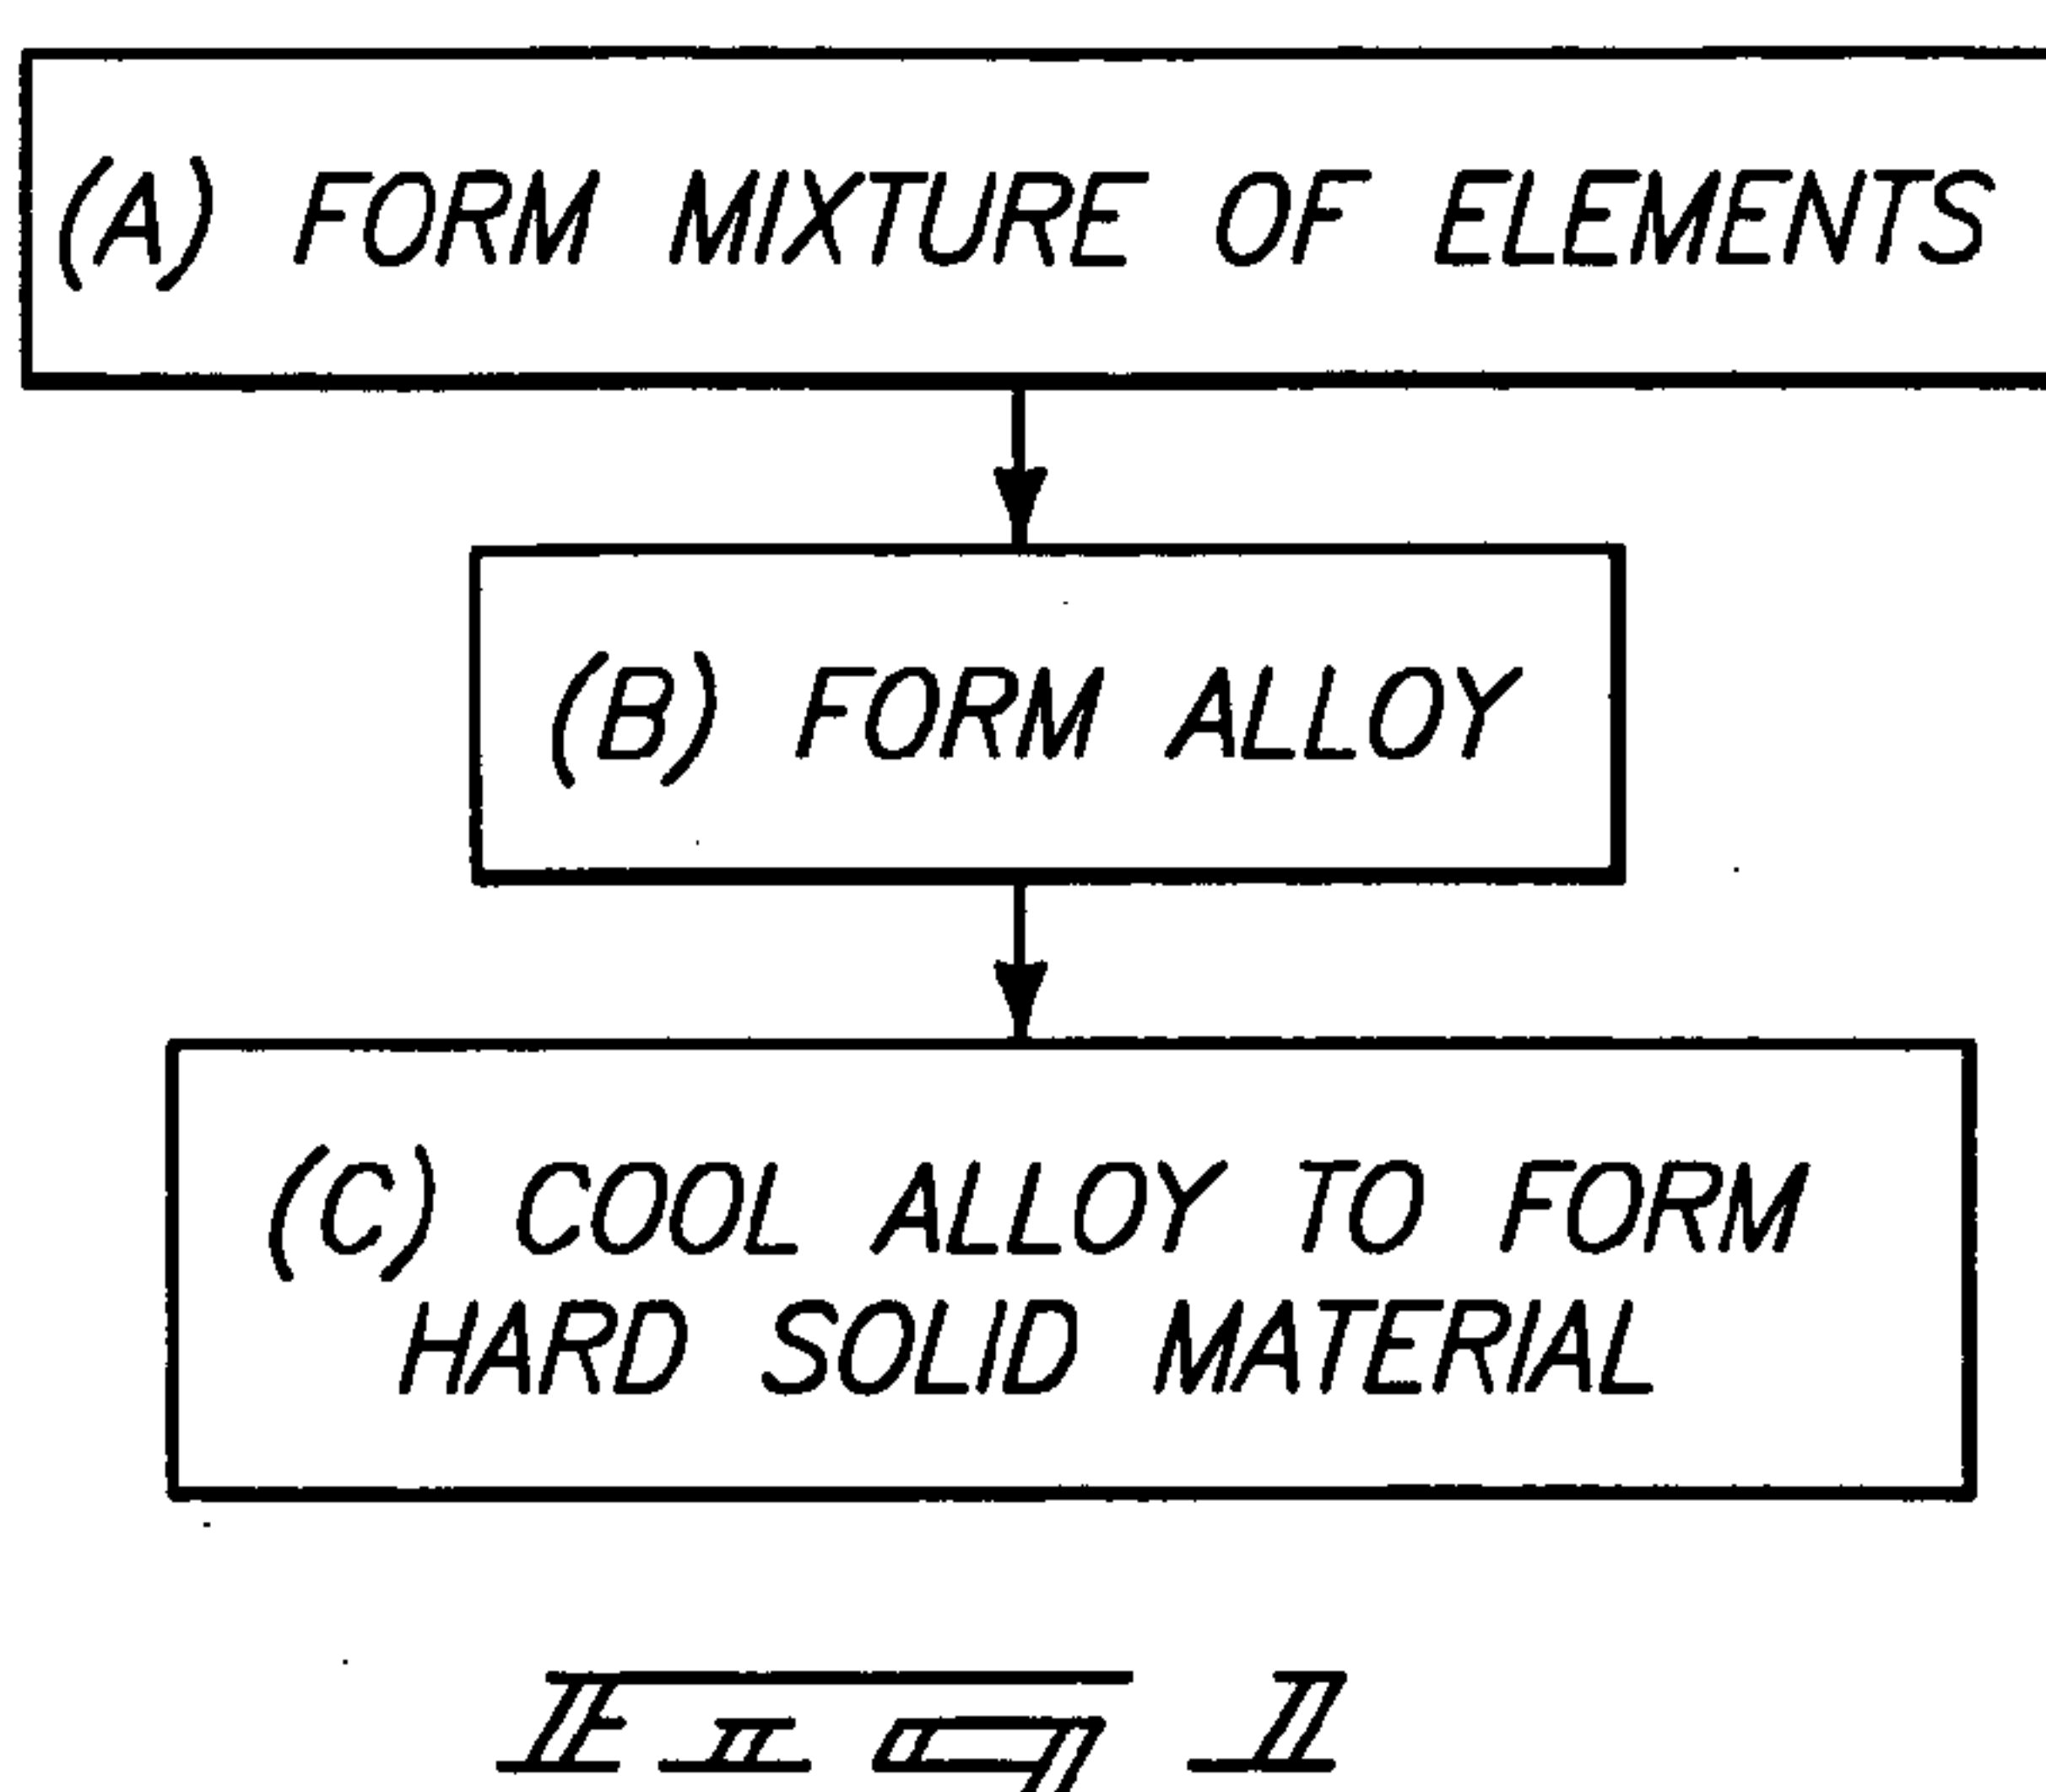 (A) FORM MIXTURE OF ELEMENTS
(B) FORM ALLOY
(C) COOL ALLOY TO FORM
HARD SOLID MATERIAL
Fig 1